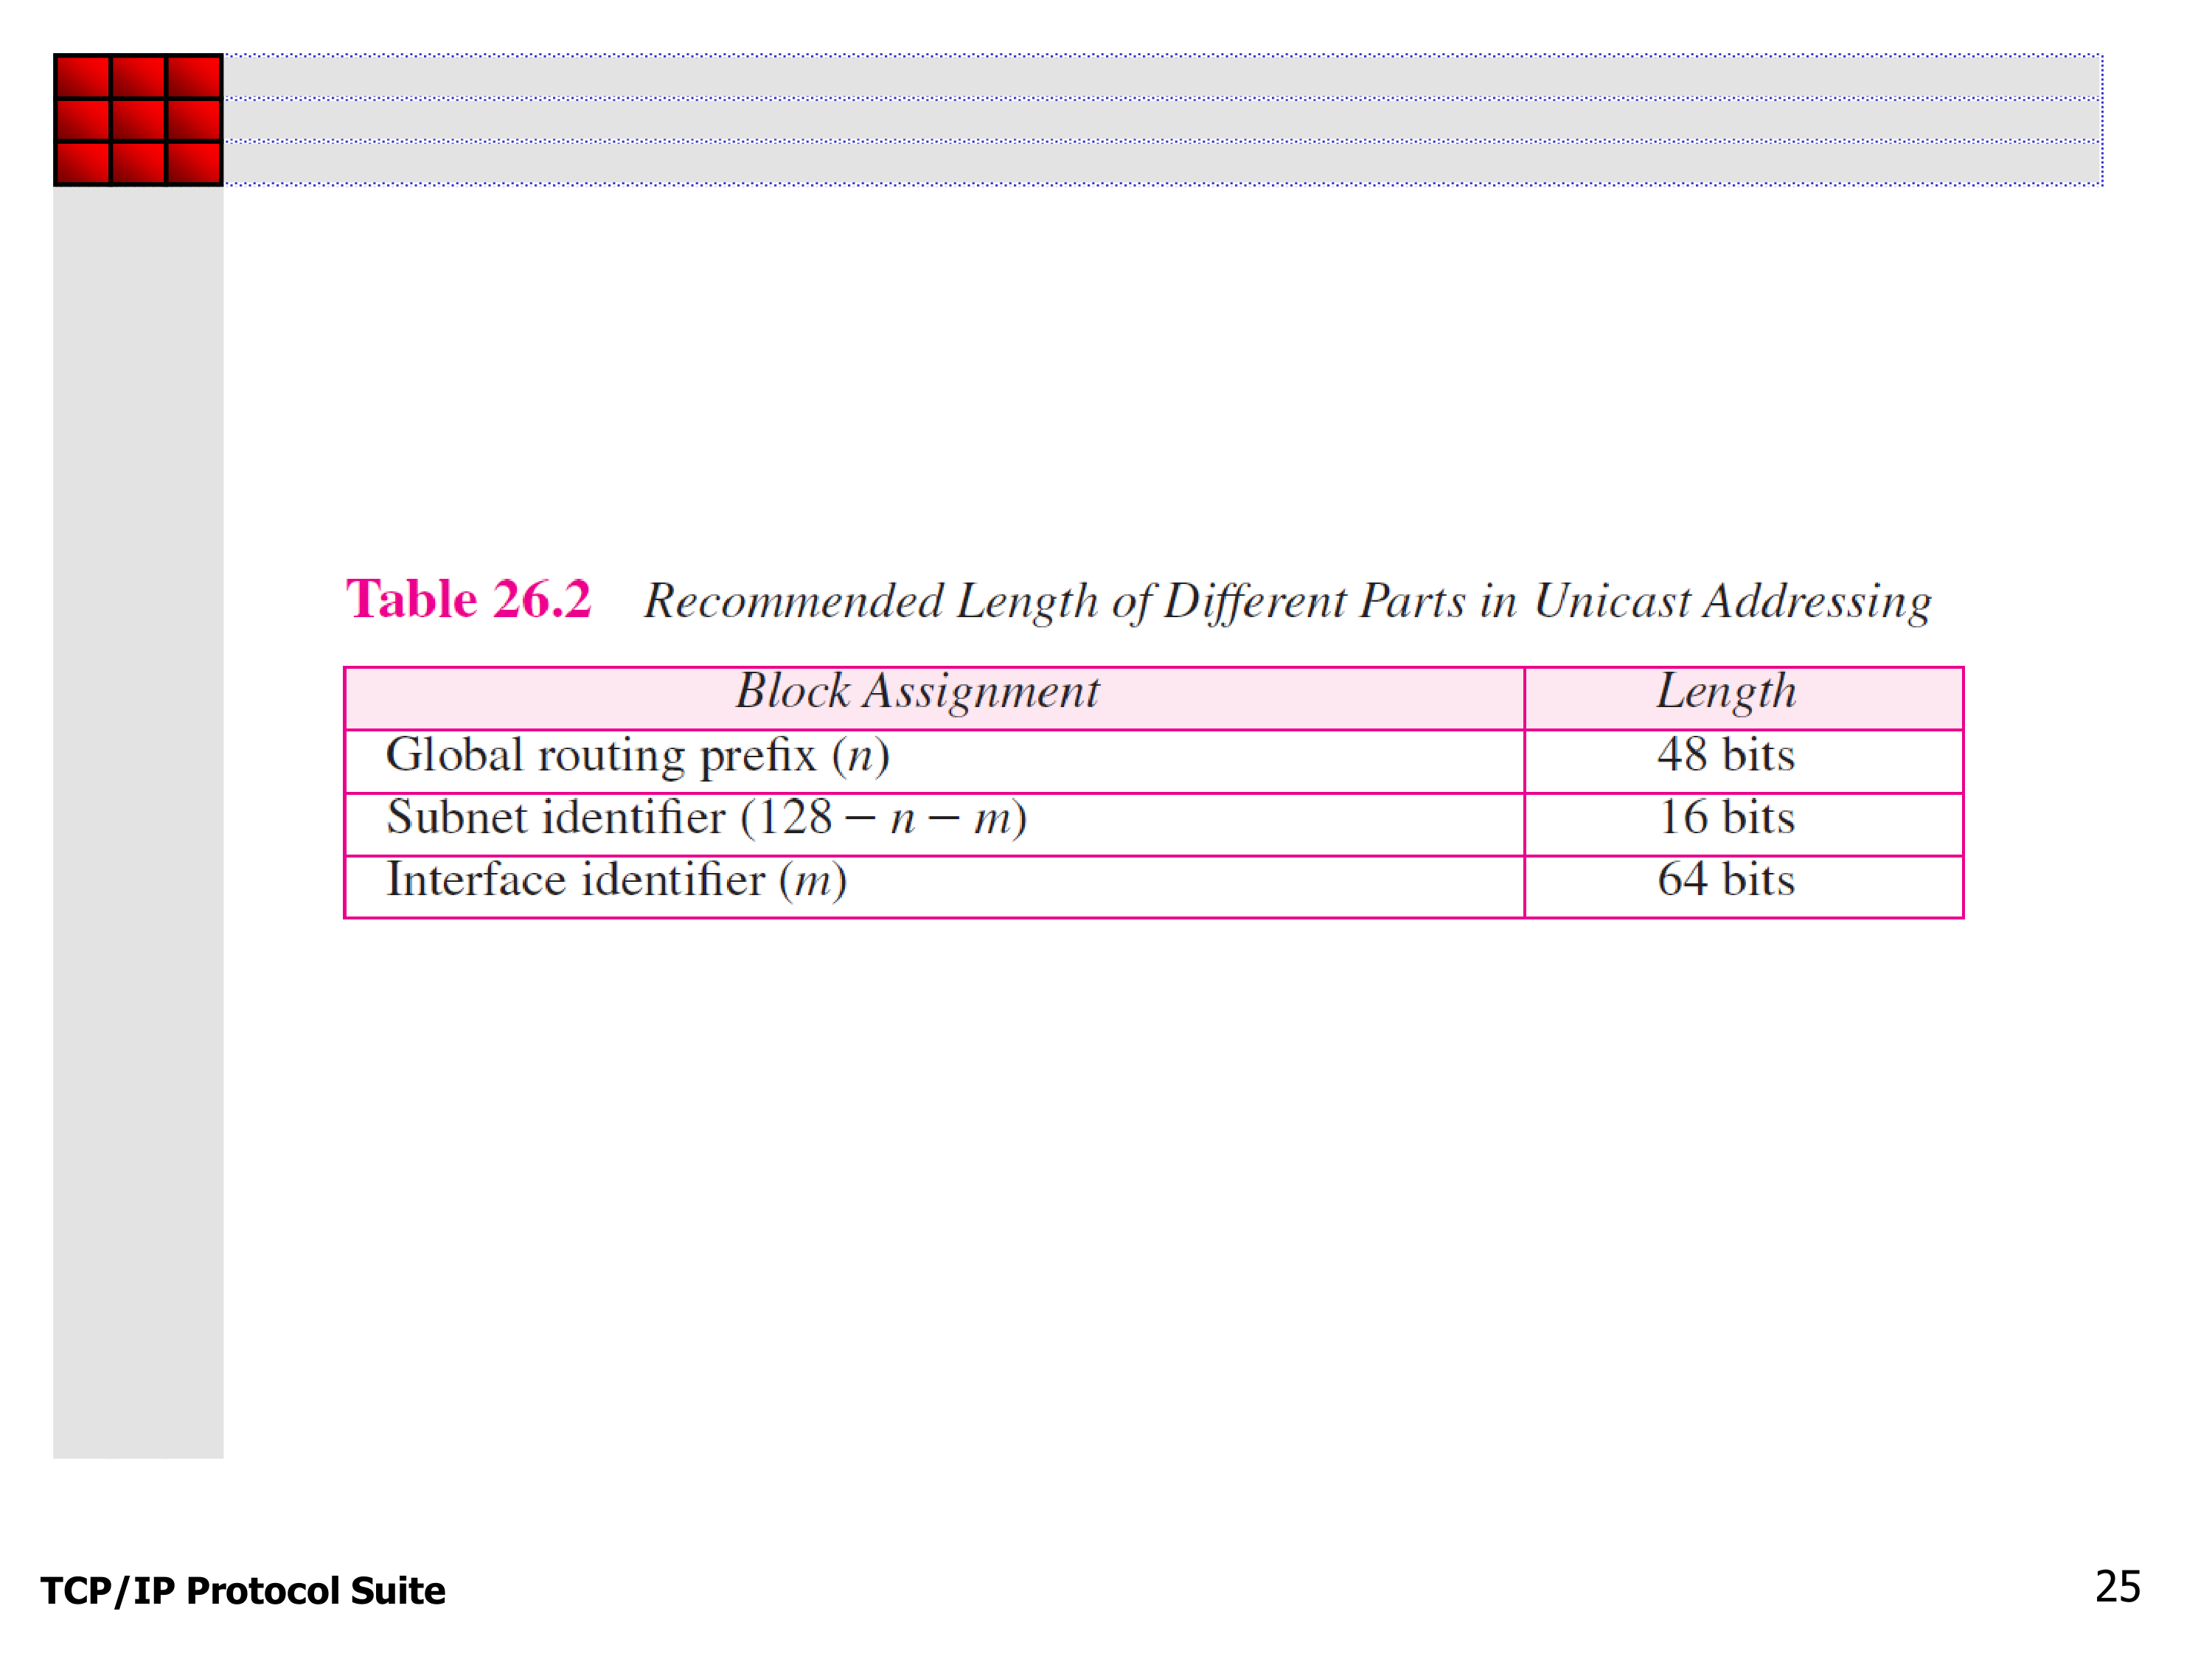 Table 26.2 Recommended Length of Different Parts in Unicast Addressing
Block Assignment Length
Global routing prefix (n) 48 bits
Subnet identifier (128 − n − m) 16 bits
Interface identifier (m) 64 bits
TCP/IP Protocol Suite 25